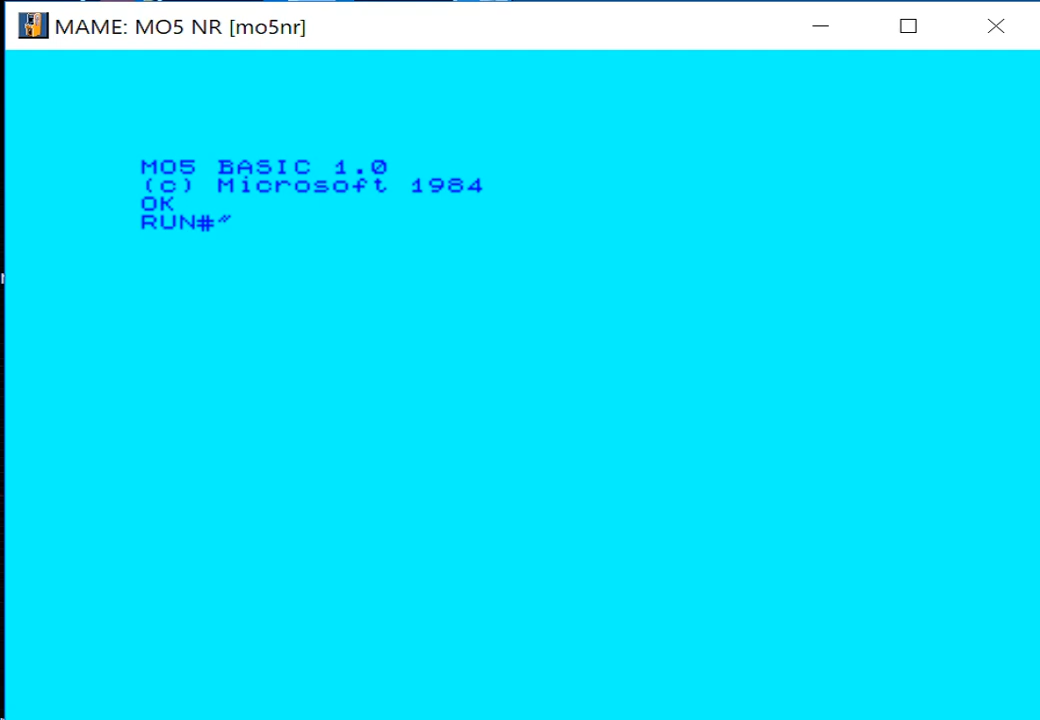 MAME: MO5 NR [mo5nr]
MO5 BASIC 1.0
(c) Microsoft 1984
OK
RUN#"